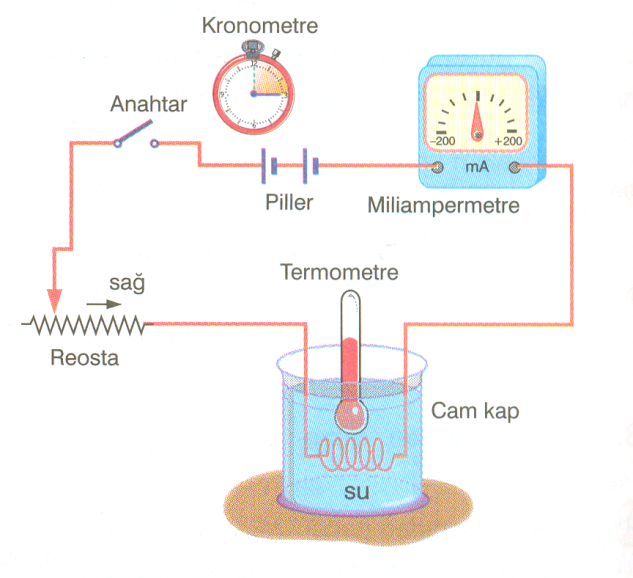 Kronometre
Anahtar
-200
+200
mA
Piller
Miliampermetre
sağ
Termometre
Reosta
Cam kap
su